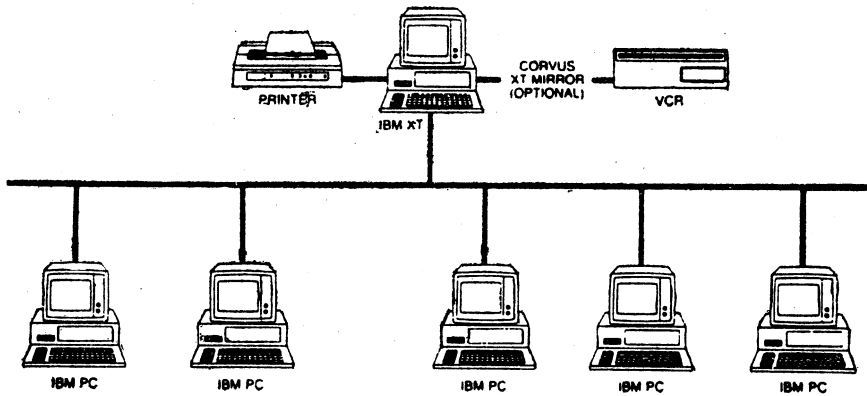 PRINTER
IBM XT
CORVUS
XT MIRROR
(OPTIONAL)
VCR
IBM PC
IBM PC
IBM PC
IBM PC
IBM PC